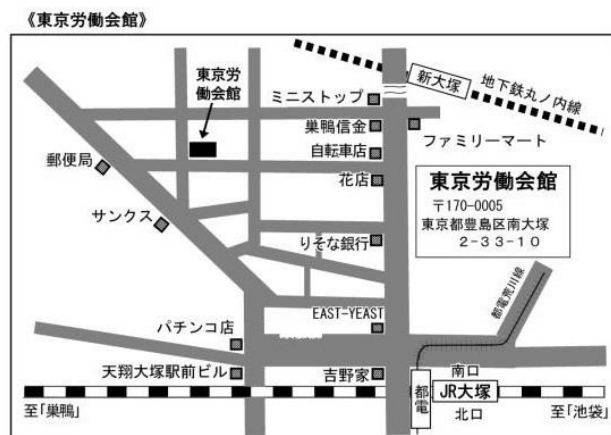 《東京労働会館》
新大塚
地下鉄丸ノ内線
東京労
働会館
ミニストップ
巣鴨信金
ファミリーマート
自転車店
郵便局
花店
サンクス
東京労働会館
〒170-0005
東京都豊島区南大塚
2-33-10
りそな銀行
都電荒川線
EAST-YEAST
パチンコ店
天翔大塚駅前ビル
吉野家
南口
都電
JR大塚
北口
至「巣鴨」
至「池袋」